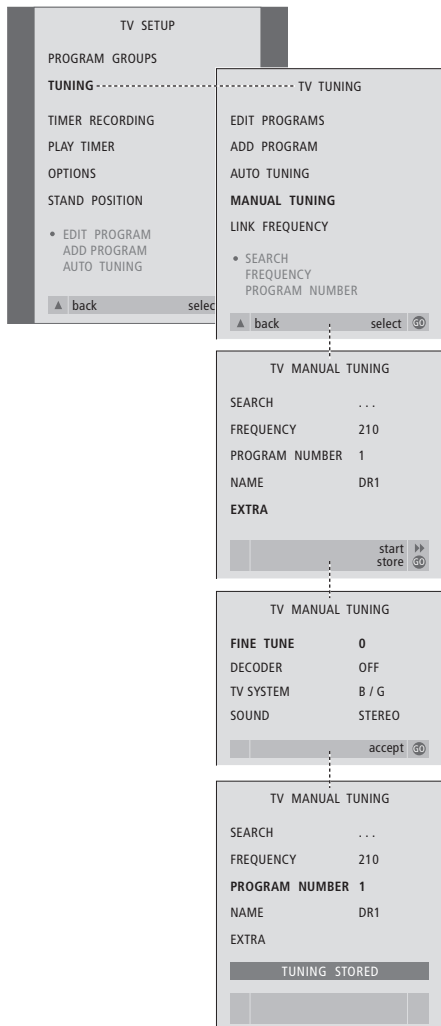 TV SETUP
PROGRAM GROUPS
TUNING
TIMER RECORDING
PLAY TIMER
OPTIONS
STAND POSITION
• EDIT PROGRAM
ADD PROGRAM
AUTO TUNING
▲ back selec
TV TUNING
EDIT PROGRAMS
ADD PROGRAM
AUTO TUNING
MANUAL TUNING
LINK FREQUENCY
• SEARCH
FREQUENCY
PROGRAM NUMBER
▲ back select GO
TV MANUAL TUNING
SEARCH . . .
FREQUENCY 210
PROGRAM NUMBER 1
NAME DR1
EXTRA
start
store GO
TV MANUAL TUNING
FINE TUNE 0
DECODER OFF
TV SYSTEM B / G
SOUND STEREO
accept GO
TV MANUAL TUNING
SEARCH . . .
FREQUENCY 210
PROGRAM NUMBER 1
NAME DR1
EXTRA
TUNING STORED